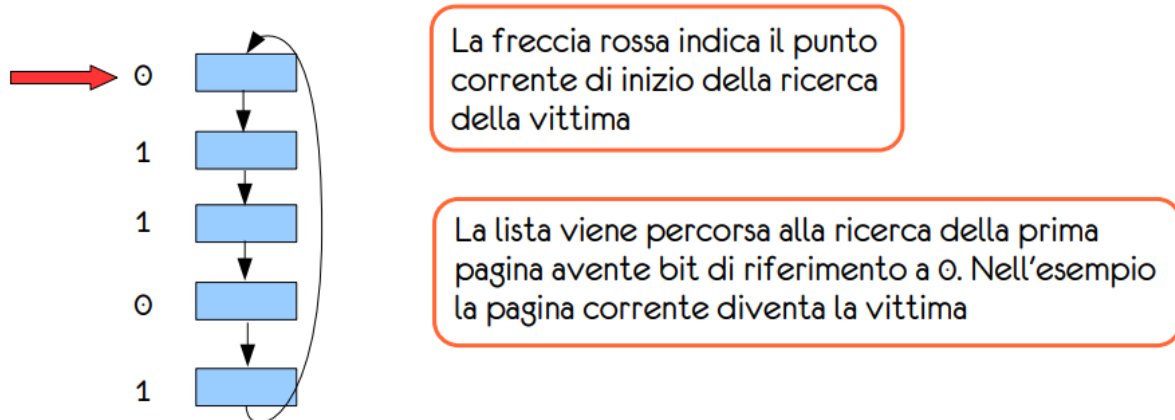 La freccia rossa indica il punto
corrente di inizio della ricerca
della vittima
0
1
1
0
1
La lista viene percorsa alla ricerca della prima
pagina avente bit di riferimento a 0. Nell'esempio
la pagina corrente diventa la vittima